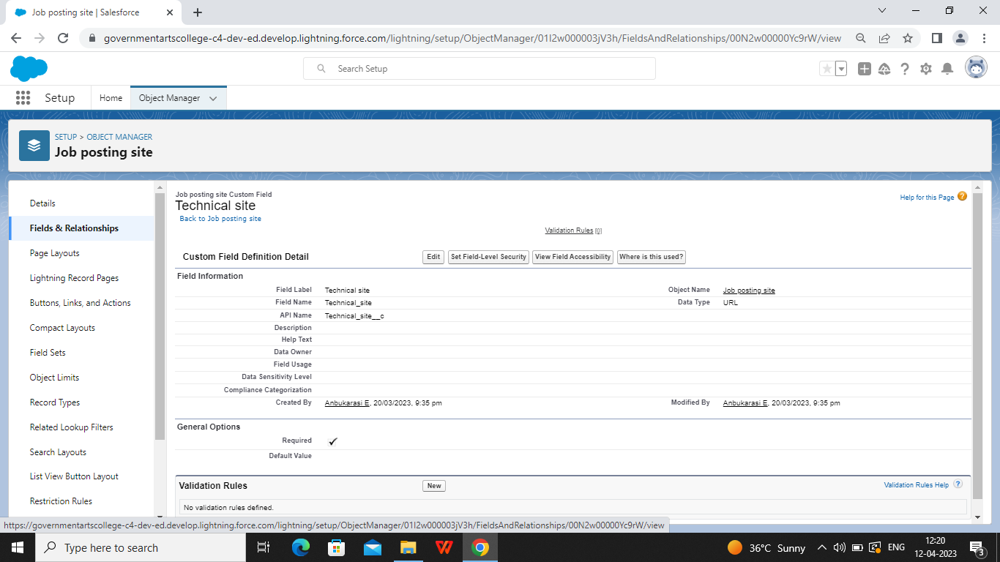 Job posting site | Salesforce
governmentartscollege-c4-dev-ed.develop.lightning.force.com/lightning/setup/ObjectManager/01I2w000003jV3h/FieldsAndRelationships/00N2w00000Yc9rW/view
Search Setup
Setup
Home
Object Manager
SETUP > OBJECT MANAGER
Job posting site
Details
Fields & Relationships
Page Layouts
Lightning Record Pages
Buttons, Links, and Actions
Compact Layouts
Field Sets
Object Limits
Record Types
Related Lookup Filters
Search Layouts
List View Button Layout
Restriction Rules
Job posting site Custom Field
Technical site
Back to Job posting site
Help for this Page
Validation Rules [0]
Custom Field Definition Detail
Edit
Set Field-Level Security
View Field Accessibility
Where is this used?
Field Information
Field Label Technical site Object Name Job posting site
Field Name Technical_site Data Type URL
API Name Technical_site__c
Description
Help Text
Data Owner
Field Usage
Data Sensitivity Level
Compliance Categorization
Created By Anbukarasi E, 20/03/2023, 9:35 pm Modified By Anbukarasi E, 20/03/2023, 9:35 pm
General Options
Required ✓
Default Value
Validation Rules New Validation Rules Help ?
No validation rules defined.
https://governmentartscollege-c4-dev-ed.develop.lightning.force.com/lightning/setup/ObjectManager/01I2w000003jV3h/FieldsAndRelationships/00N2w00000Yc9rW/view
Type here to search
36°C Sunny
ENG
12:20
12-04-2023
3